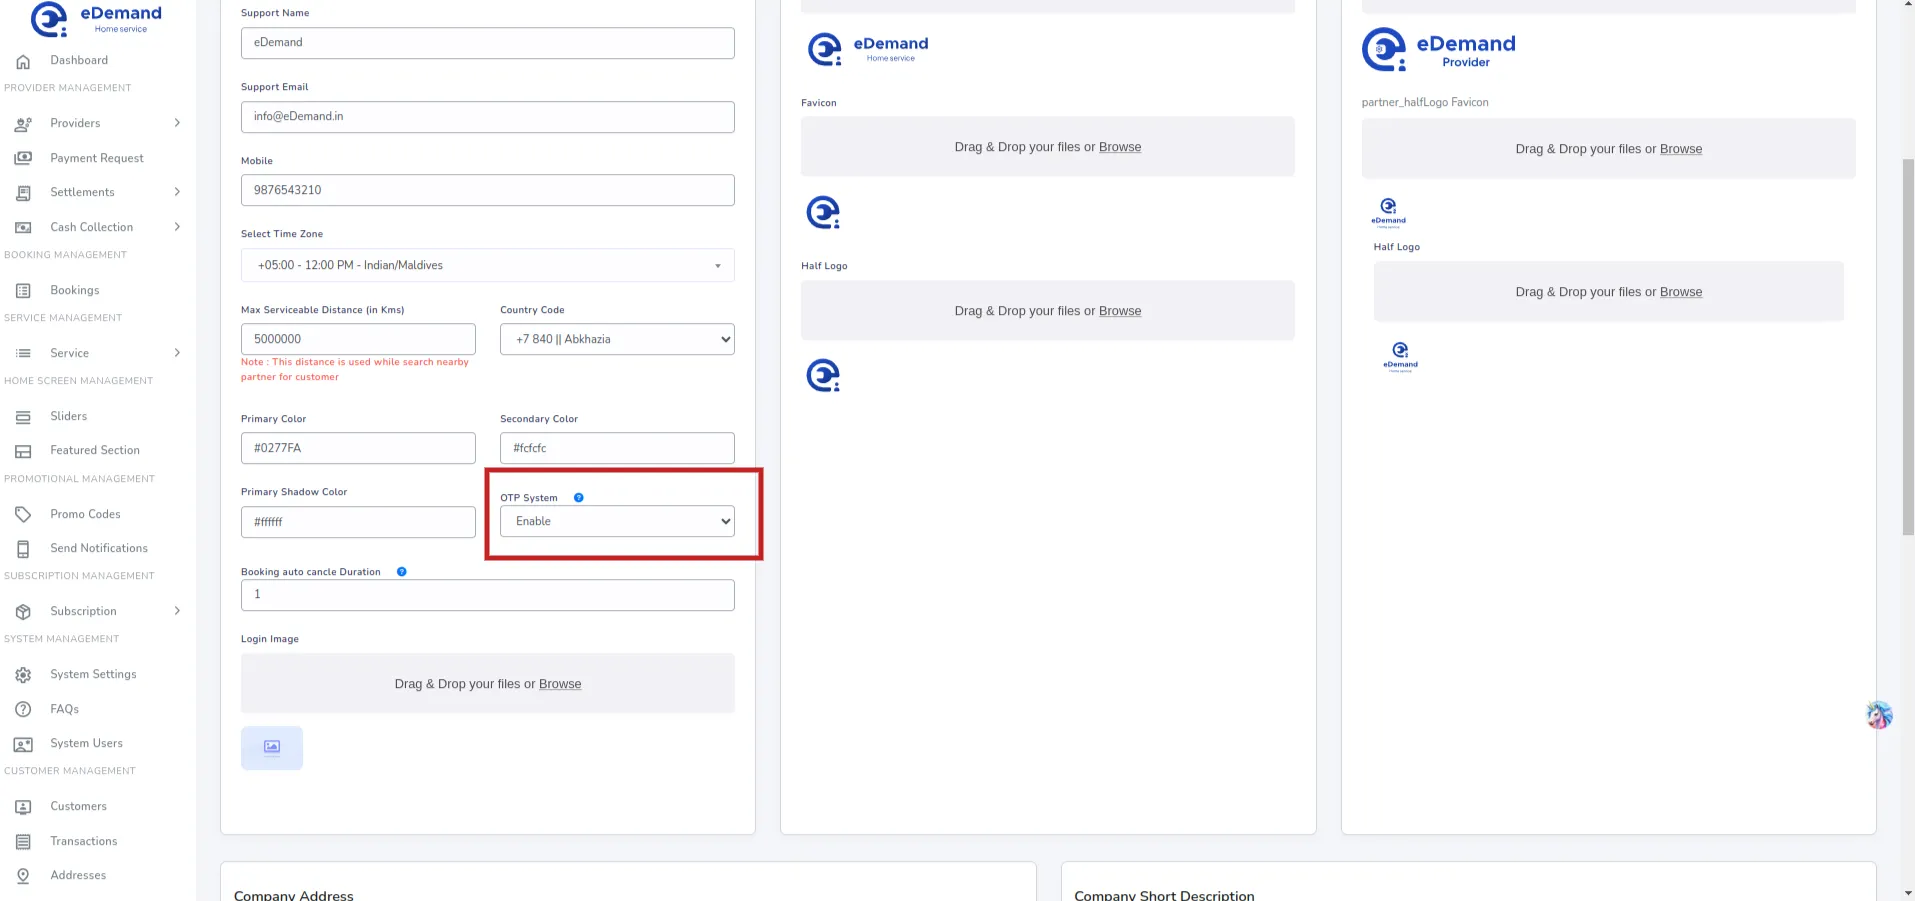 eDemand
Home service
Dashboard
PROVIDER MANAGEMENT
Providers
Payment Request
Settlements
Cash Collection
BOOKING MANAGEMENT
Bookings
SERVICE MANAGEMENT
Service
HOME SCREEN MANAGEMENT
Sliders
Featured Section
PROMOTIONAL MANAGEMENT
Promo Codes
Send Notifications
SUBSCRIPTION MANAGEMENT
Subscription
SYSTEM MANAGEMENT
System Settings
FAQs
System Users
CUSTOMER MANAGEMENT
Customers
Transactions
Addresses
Support Name
eDemand
Support Email
info@eDemand.in
Mobile
9876543210
Select Time Zone
+05:00 - 12:00 PM - Indian/Maldives
Max Serviceable Distance (in Kms)
5000000
Note : This distance is used while search nearby
partner for customer
Country Code
+7 840 || Abkhazia
Primary Color
#0277FA
Secondary Color
#fcfcfc
Primary Shadow Color
#ffffff
OTP System ?
Enable
Booking auto cancle Duration ?
1
Login Image
Drag & Drop your files or Browse
eDemand
Home service
Favicon
Drag & Drop your files or Browse
Half Logo
Drag & Drop your files or Browse
eDemand
Provider
partner_halfLogo Favicon
Drag & Drop your files or Browse
eDemand
Half Logo
Drag & Drop your files or Browse
eDemand
Company Address
Company Short Description